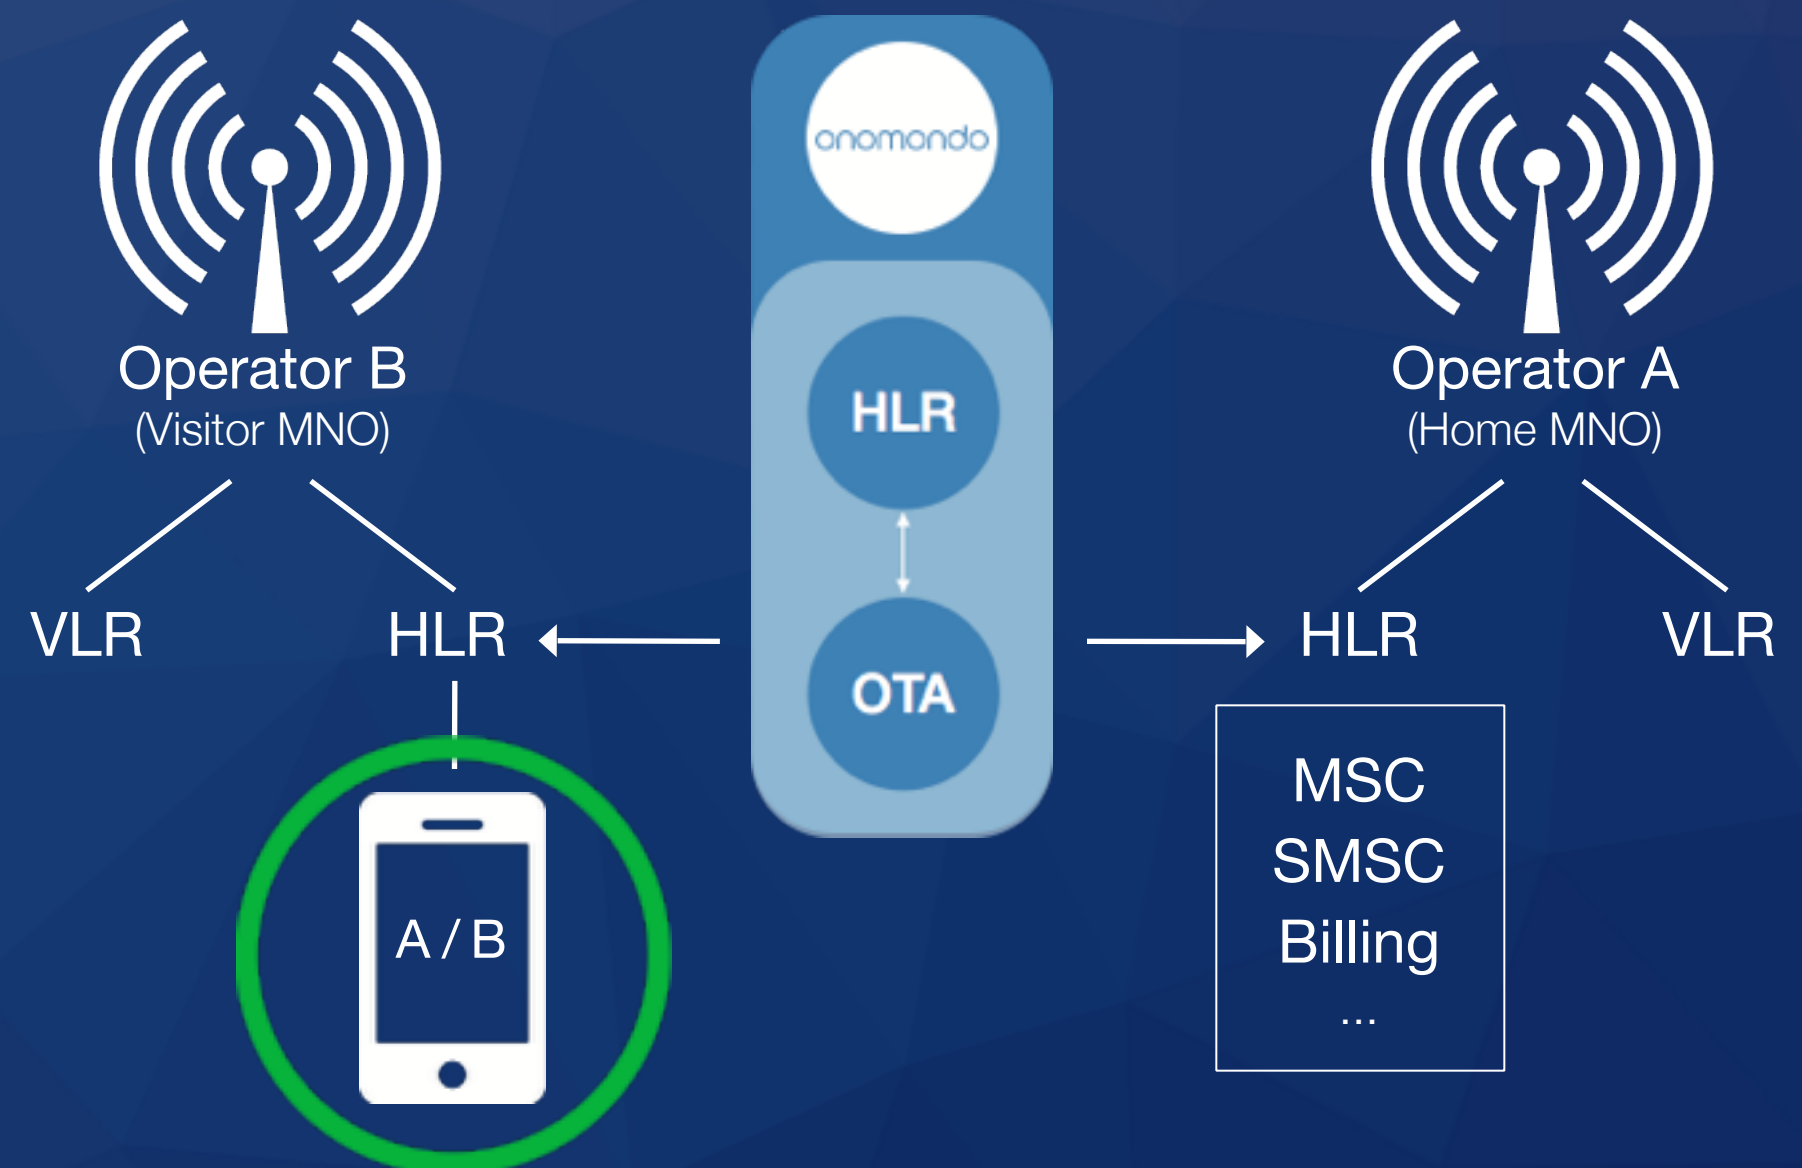 Operator B
(Visitor MNO)
VLR
HLR
A / B
onomondo
HLR
OTA
Operator A
(Home MNO)
HLR
VLR
MSC
SMSC
Billing
...